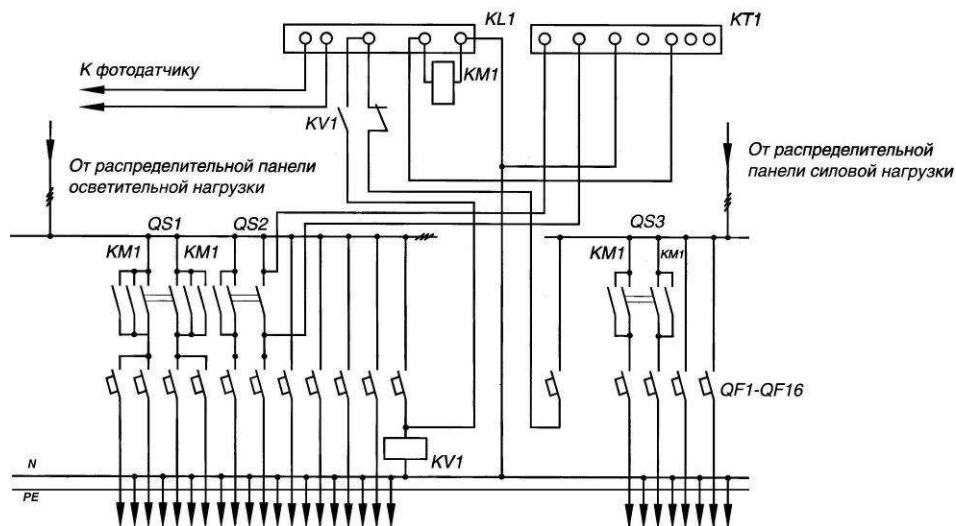 KL1
KT1
К фотодатчику
KM1
KV1
От распределительной панели
осветительной нагрузки
От распределительной
панели силовой нагрузки
QS1
QS2
QS3
KM1
KM1
KM1
KM1
QF1-QF16
KV1
N
PE